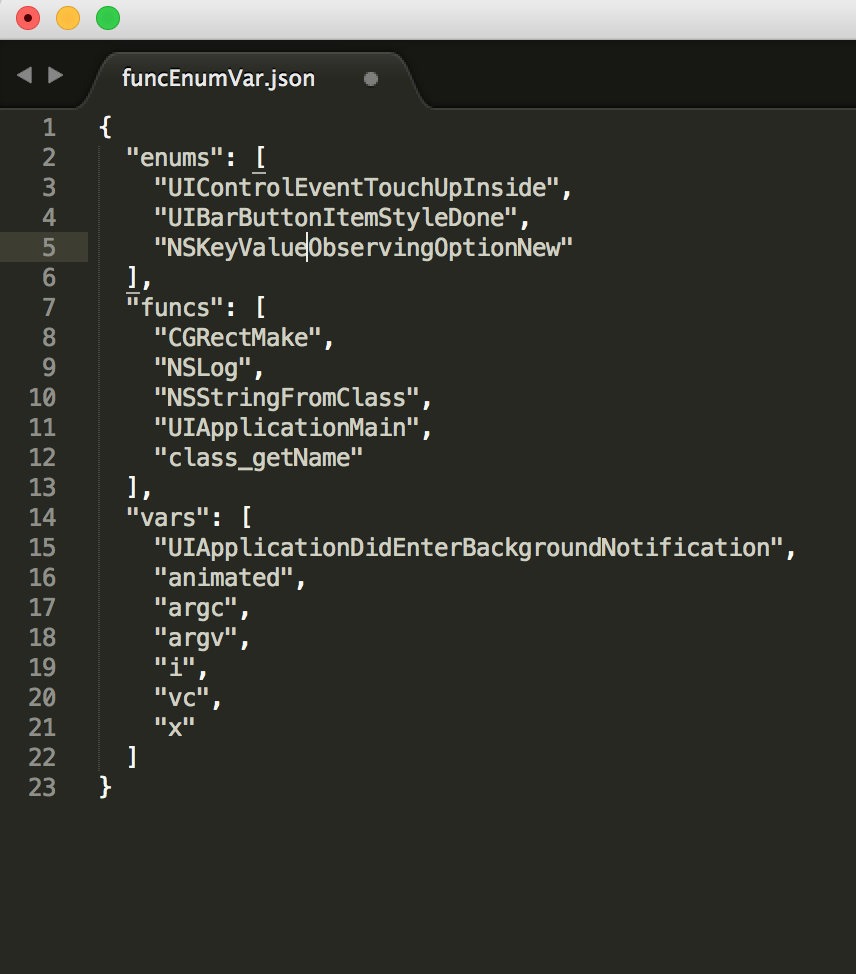 funcEnumVar.json
1 {
2   "enums": [
3     "UIControlEventTouchUpInside",
4     "UIBarButtonItemStyleDone",
5     "NSKeyValueObservingOptionNew"
6   ],
7   "funcs": [
8     "CGRectMake",
9     "NSLog",
10     "NSStringFromClass",
11     "UIApplicationMain",
12     "class_getName"
13   ],
14   "vars": [
15     "UIApplicationDidEnterBackgroundNotification",
16     "animated",
17     "argc",
18     "argv",
19     "i",
20     "vc",
21     "x"
22   ]
23 }